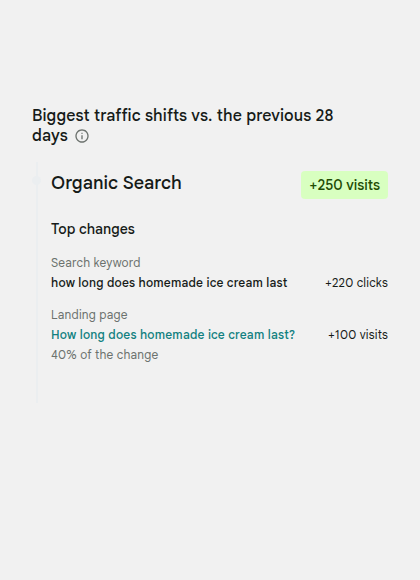 Biggest traffic shifts vs. the previous 28
days
Organic Search
+250 visits
Top changes
Search keyword
how long does homemade ice cream last
+220 clicks
Landing page
How long does homemade ice cream last?
+100 visits
40% of the change